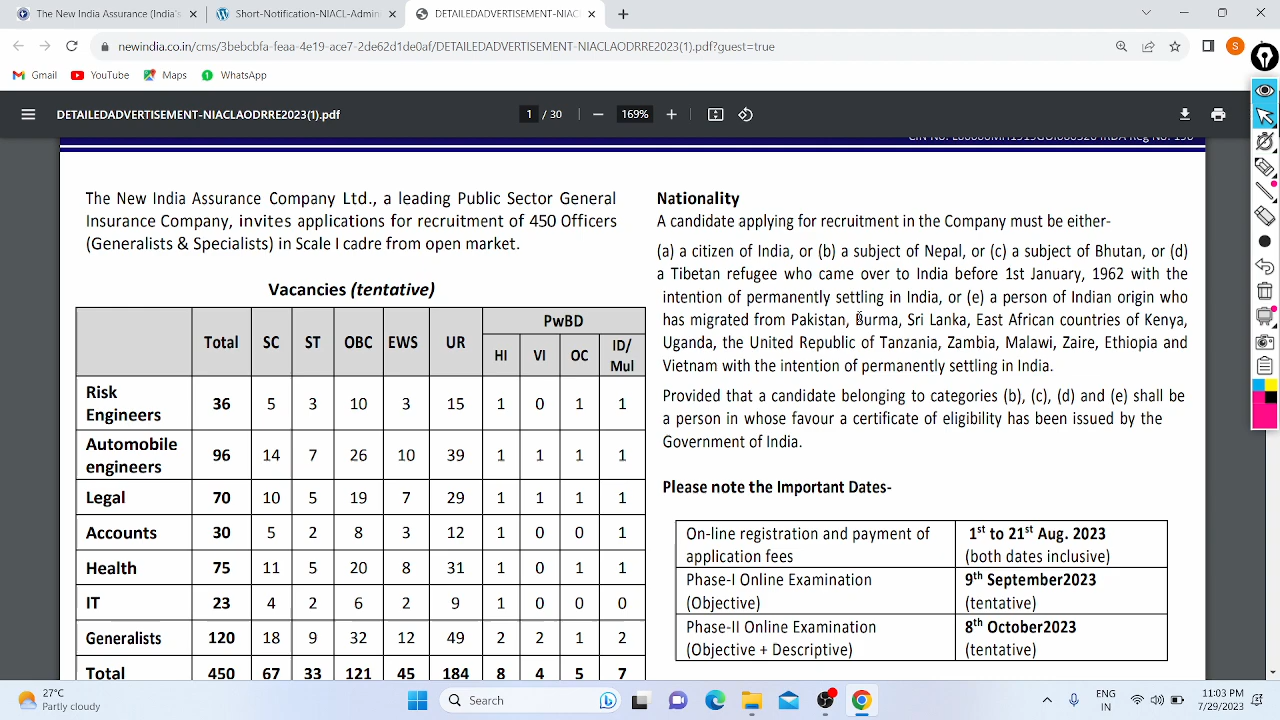 The New India Assurance (India's
Short-Notification-NIACL-Admin
DETAILEDADVERTISEMENT-NIACL
newindia.co.in/cms/3bebcbfa-feaa-4e19-ace7-2de62d1de0af/DETAILEDADVERTISEMENT-NIACLAODRRE2023(1).pdf?guest=true
S
Gmail YouTube Maps 1 WhatsApp
DETAILEDADVERTISEMENT-NIACLAODRRE2023(1).pdf 1 / 30 169%
The New India Assurance Company Ltd., a leading Public Sector General
Insurance Company, invites applications for recruitment of 450 Officers
(Generalists & Specialists) in Scale I cadre from open market.
Vacancies (tentative)
Total SC ST OBC EWS UR PwBD
HI VI OC ID/
Mul
Risk
Engineers 36 5 3 10 3 15 1 0 1 1
Automobile
engineers 96 14 7 26 10 39 1 1 1 1
Legal 70 10 5 19 7 29 1 1 1 1
Accounts 30 5 2 8 3 12 1 0 0 1
Health 75 11 5 20 8 31 1 0 1 1
IT 23 4 2 6 2 9 1 0 0 0
Generalists 120 18 9 32 12 49 2 2 1 2
Total 450 67 33 121 45 184 8 4 5 7
Nationality
A candidate applying for recruitment in the Company must be either-
(a) a citizen of India, or (b) a subject of Nepal, or (c) a subject of Bhutan, or (d)
a Tibetan refugee who came over to India before 1st January, 1962 with the
intention of permanently settling in India, or (e) a person of Indian origin who
has migrated from Pakistan, Burma, Sri Lanka, East African countries of Kenya,
Uganda, the United Republic of Tanzania, Zambia, Malawi, Zaire, Ethiopia and
Vietnam with the intention of permanently settling in India.
Provided that a candidate belonging to categories (b), (c), (d) and (e) shall be
a person in whose favour a certificate of eligibility has been issued by the
Government of India.
Please note the Important Dates-
On-line registration and payment of 1st to 21st Aug. 2023
application fees (both dates inclusive)
Phase-I Online Examination 9th September2023
(Objective) (tentative)
Phase-II Online Examination 8th October2023
(Objective + Descriptive) (tentative)
27°C
Partly cloudy
Search
ENG
IN
11:03 PM
7/29/2023